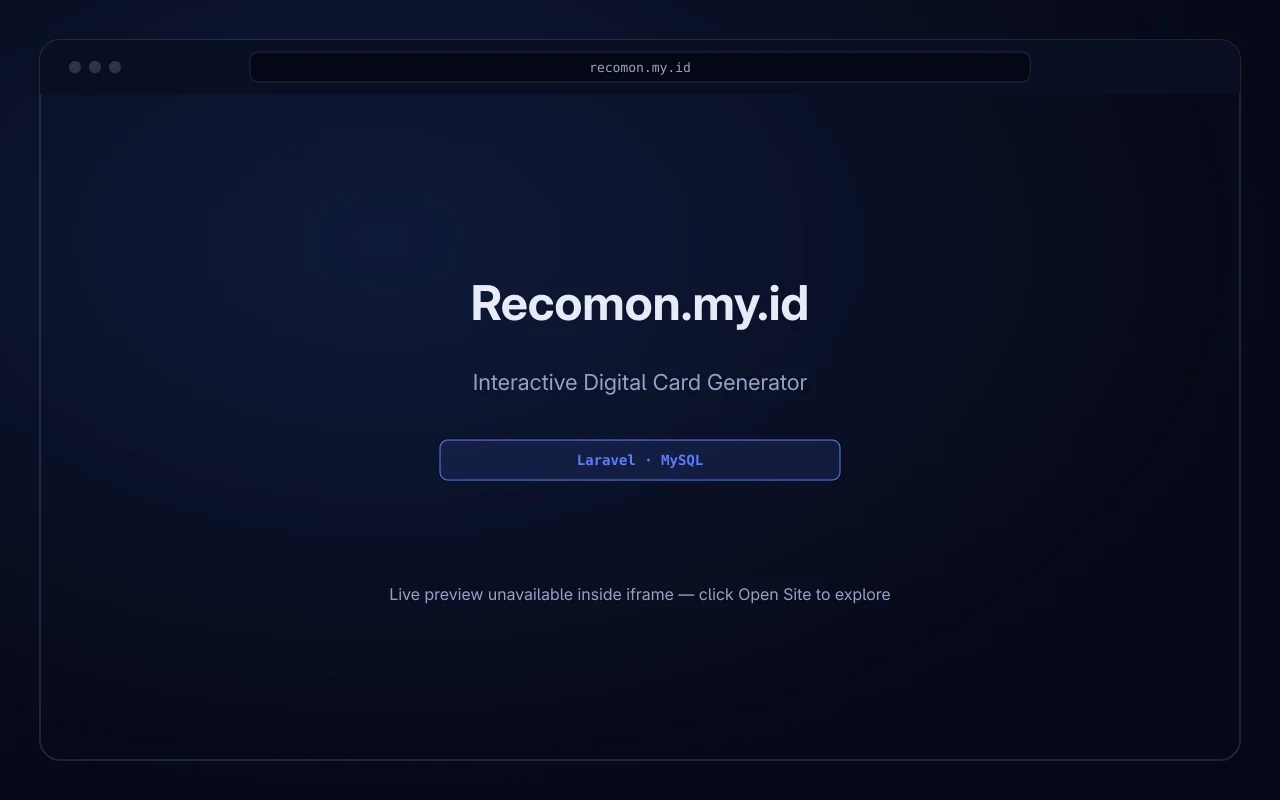 recomon.my.id
Recomon.my.id
Interactive Digital Card Generator
Laravel · MySQL
Live preview unavailable inside iframe — click Open Site to explore